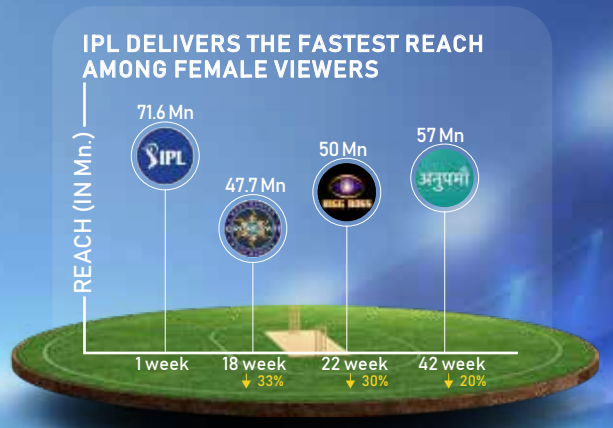 IPL DELIVERS THE FASTEST REACH
AMONG FEMALE VIEWERS
REACH (IN Mn.)
71.6 Mn
IPL
47.7 Mn
50 Mn
BIGG BOSS
57 Mn
अनुपमाँ
1 week
18 week
↓ 33%
22 week
↓ 30%
42 week
↓ 20%